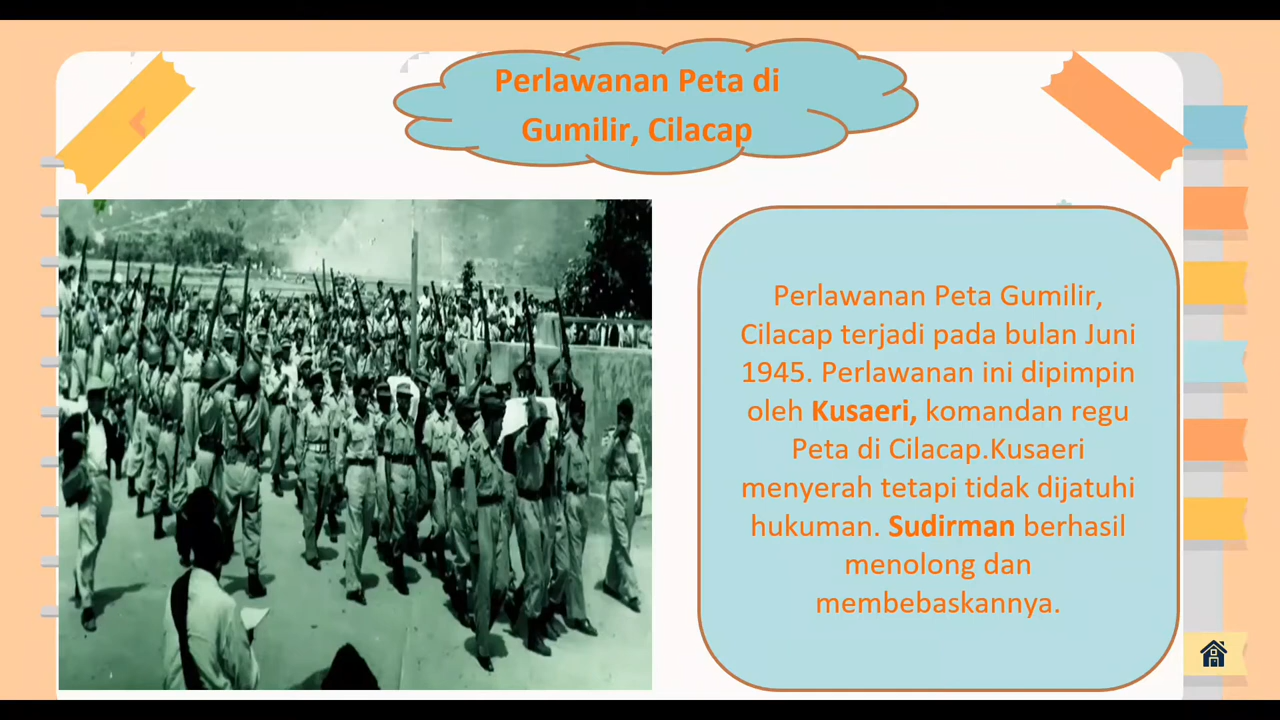 Perlawanan Peta di
Gumilir, Cilacap
Perlawanan Peta Gumilir,
Cilacap terjadi pada bulan Juni
1945. Perlawanan ini dipimpin
oleh Kusaeri, komandan regu
Peta di Cilacap.Kusaeri
menyerah tetapi tidak dijatuhi
hukuman. Sudirman berhasil
menolong dan
membebaskannya.